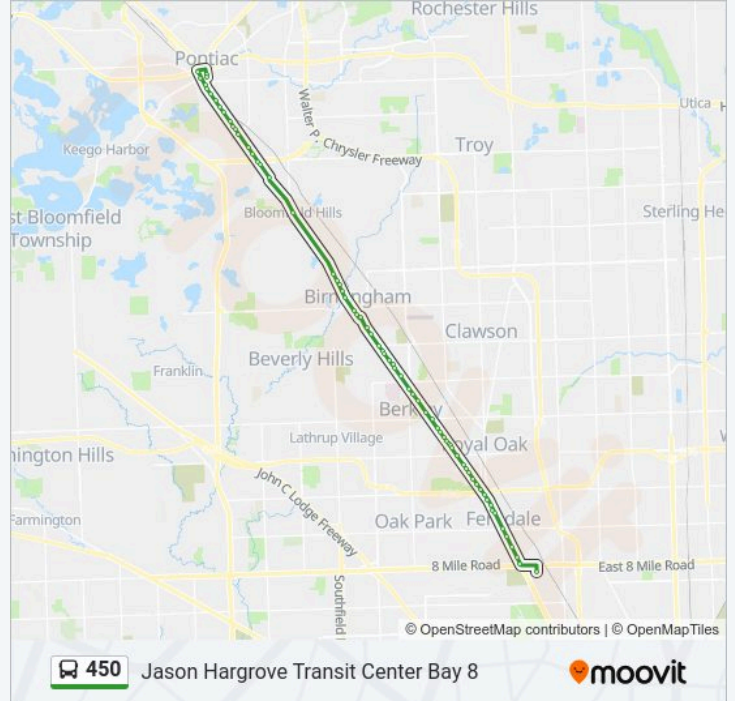 Rochester Hills
Pontiac
Utica
Walter P. Chrysler Freeway
Keego Harbor
Troy
st Bloomfield
Township
Bloomfield Hills
Sterling He
Birmingham
Clawson
Beverly Hills
Franklin
Berkley
Lathrup Village
Royal Oak
nington Hills
John C Lodge Freeway
Farmington
Oak Park
Ferndale
8 Mile Road
East 8 Mile Road
Southfield
© OpenStreetMap contributors | © OpenMapTiles
450 Jason Hargrove Transit Center Bay 8
moovit